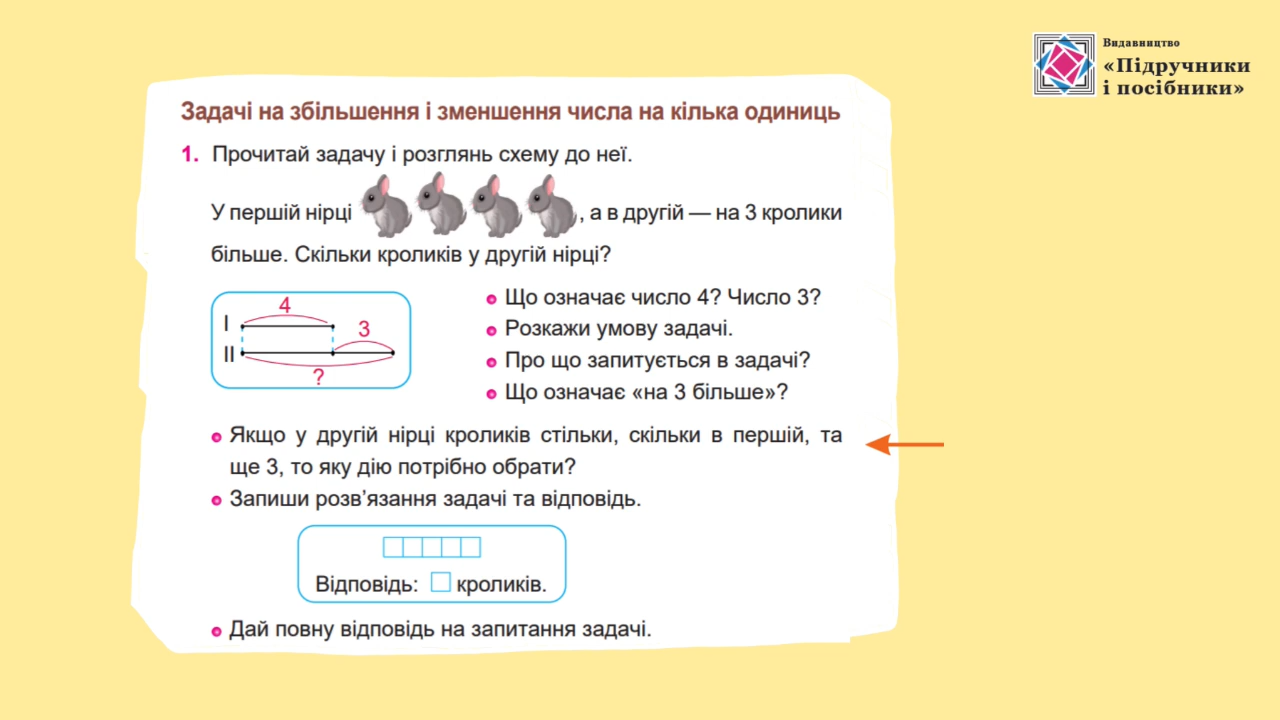 Видавництво
«Підручники
і посібники»
Задачі на збільшення і зменшення числа на кілька одиниць
1. Прочитай задачу і розглянь схему до неї.
У першій нірці , а в другій — на 3 кролики
більше. Скільки кроликів у другій нірці?
4
I
3
II
?
• Що означає число 4? Число 3?
• Розкажи умову задачі.
• Про що запитується в задачі?
• Що означає «на 3 більше»?
• Якщо у другій нірці кроликів стільки, скільки в першій, та
ще 3, то яку дію потрібно обрати?
• Запиши розв’язання задачі та відповідь.
Відповідь: кроликів.
• Дай повну відповідь на запитання задачі.